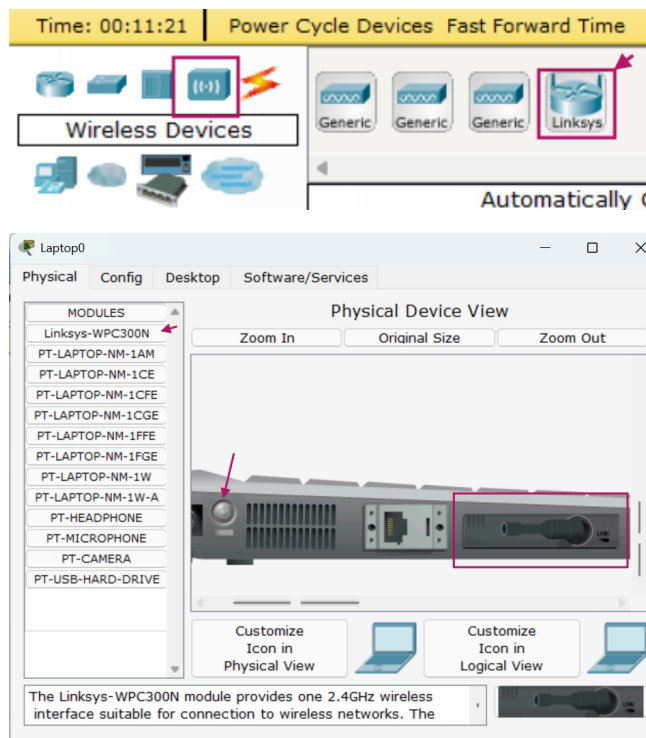 Time: 00:11:21 Power Cycle Devices Fast Forward Time
Wireless Devices
Generic Generic Generic Linksys
Automatically
Laptop0
Physical Config Desktop Software/Services
MODULES
Linksys-WPC300N
PT-LAPTOP-NM-1AM
PT-LAPTOP-NM-1CE
PT-LAPTOP-NM-1CFE
PT-LAPTOP-NM-1CGE
PT-LAPTOP-NM-1FFE
PT-LAPTOP-NM-1FGE
PT-LAPTOP-NM-1W
PT-LAPTOP-NM-1W-A
PT-HEADPHONE
PT-MICROPHONE
PT-CAMERA
PT-USB-HARD-DRIVE
Physical Device View
Zoom In Original Size Zoom Out
LINK
Customize
Icon in
Physical View
Customize
Icon in
Logical View
The Linksys-WPC300N module provides one 2.4GHz wireless
interface suitable for connection to wireless networks. The
LINK